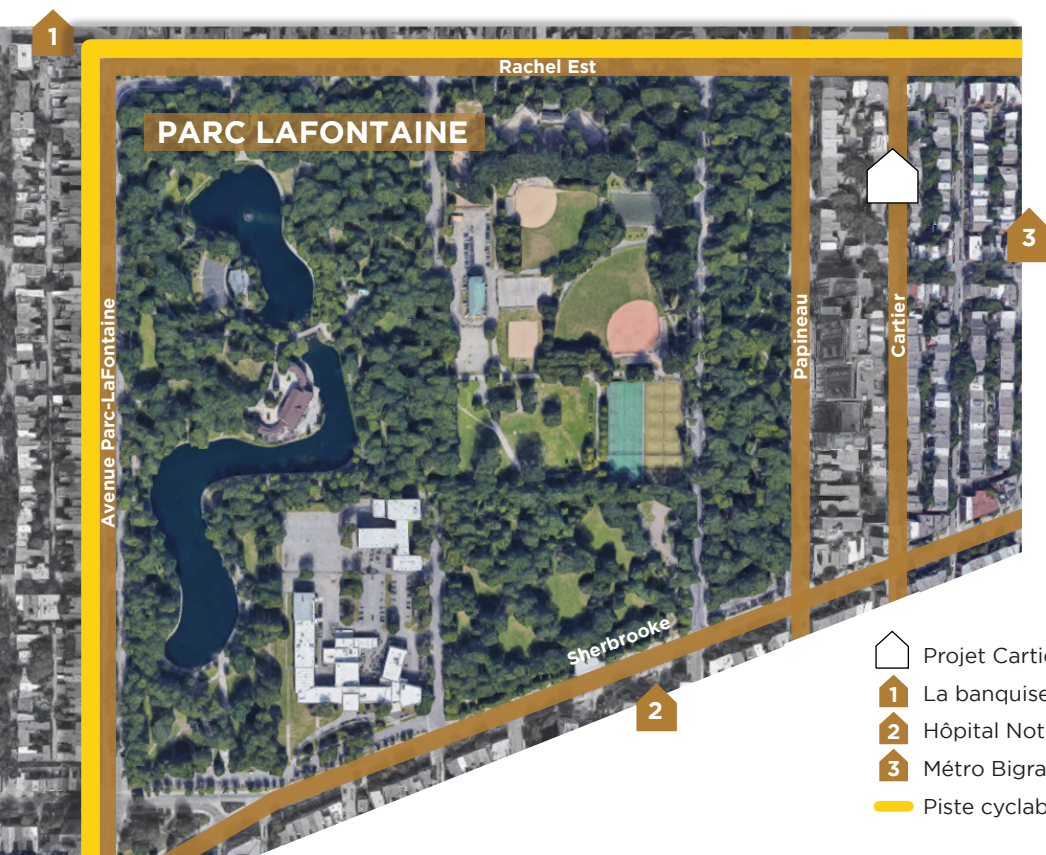 1
Rachel Est
PARC LAFONTAINE
3
Avenue Parc-LaFontaine
Papineau
Cartier
Sherbrooke
2
Projet Cartie
1 La banquise
2 Hôpital Not
3 Métro Bigra
Piste cyclab